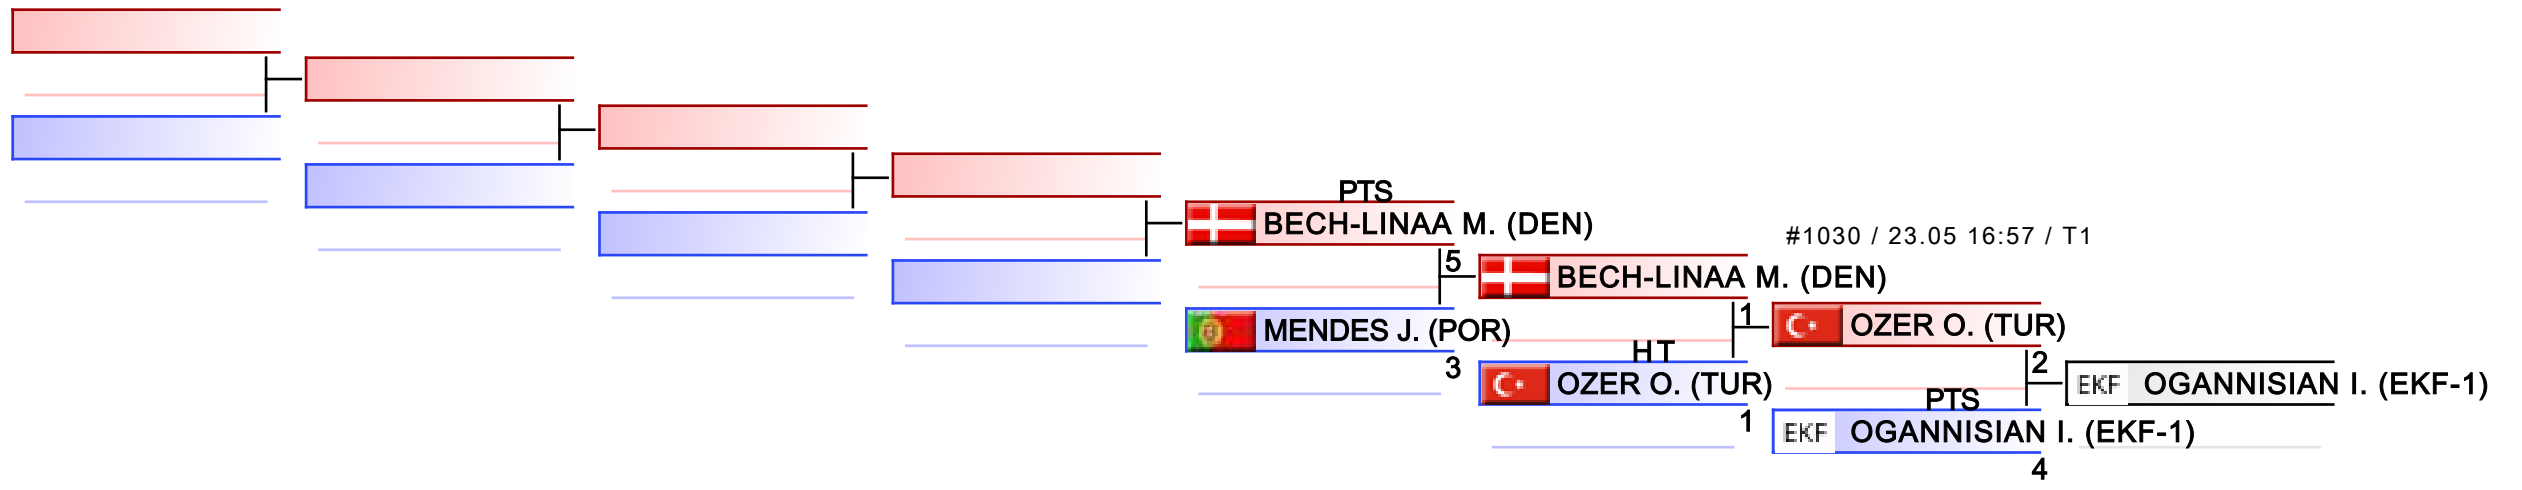 PTS
BECH-LINAA M. (DEN)
5
MENDES J. (POR)
3
BECH-LINAA M. (DEN)
1
HT
OZER O. (TUR)
1
#1030 / 23.05 16:57 / T1
OZER O. (TUR)
2
PTS
EKF OGANNISIAN I. (EKF-1)
4
EKF OGANNISIAN I. (EKF-1)